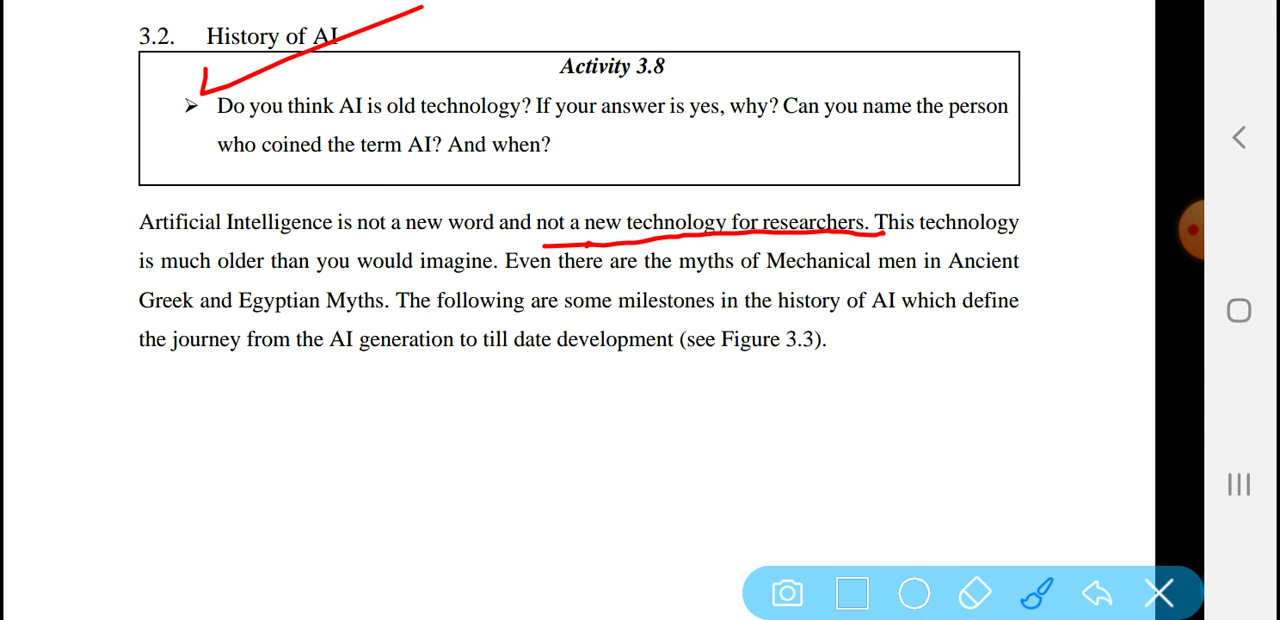 3.2. History of AI
Activity 3.8
➢ Do you think AI is old technology? If your answer is yes, why? Can you name the person
who coined the term AI? And when?
Artificial Intelligence is not a new word and not a new technology for researchers. This technology
is much older than you would imagine. Even there are the myths of Mechanical men in Ancient
Greek and Egyptian Myths. The following are some milestones in the history of AI which define
the journey from the AI generation to till date development (see Figure 3.3).